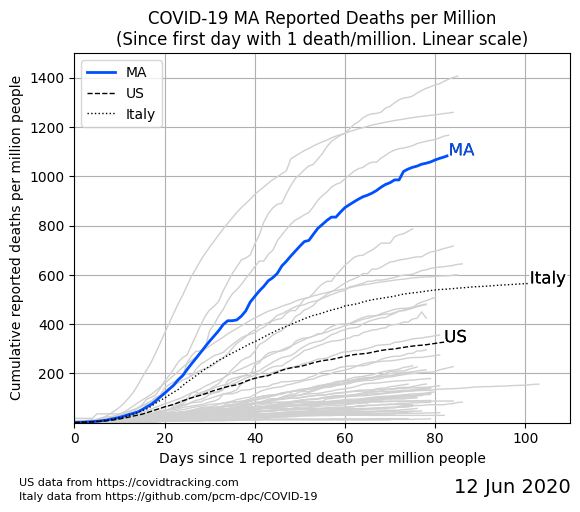 COVID-19 MA Reported Deaths per Million
(Since first day with 1 death/million. Linear scale)
Cumulative reported deaths per million people
1400
1200
1000
800
600
400
200
MA
US
Italy
MA
Italy
US
0
20
40
60
80
100
Days since 1 reported death per million people
US data from https://covidtracking.com
Italy data from https://github.com/pcm-dpc/COVID-19
12 Jun 2020